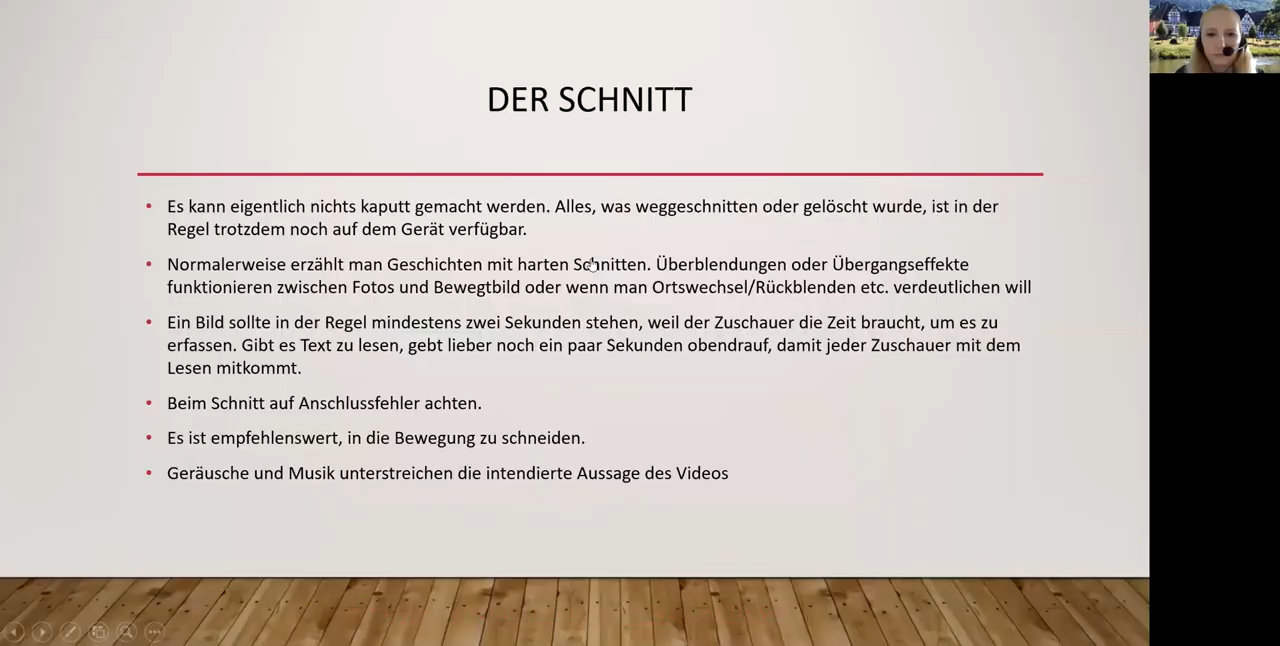 DER SCHNITT
• Es kann eigentlich nichts kaputt gemacht werden. Alles, was weggeschnitten oder gelöscht wurde, ist in der
Regel trotzdem noch auf dem Gerät verfügbar.
• Normalerweise erzählt man Geschichten mit harten Schnitten. Überblendungen oder Übergangseffekte
funktionieren zwischen Fotos und Bewegtbild oder wenn man Ortswechsel/Rückblenden etc. verdeutlichen will
• Ein Bild sollte in der Regel mindestens zwei Sekunden stehen, weil der Zuschauer die Zeit braucht, um es zu
erfassen. Gibt es Text zu lesen, gebt lieber noch ein paar Sekunden obendrauf, damit jeder Zuschauer mit dem
Lesen mitkommt.
• Beim Schnitt auf Anschlussfehler achten.
• Es ist empfehlenswert, in die Bewegung zu schneiden.
• Geräusche und Musik unterstreichen die intendierte Aussage des Videos